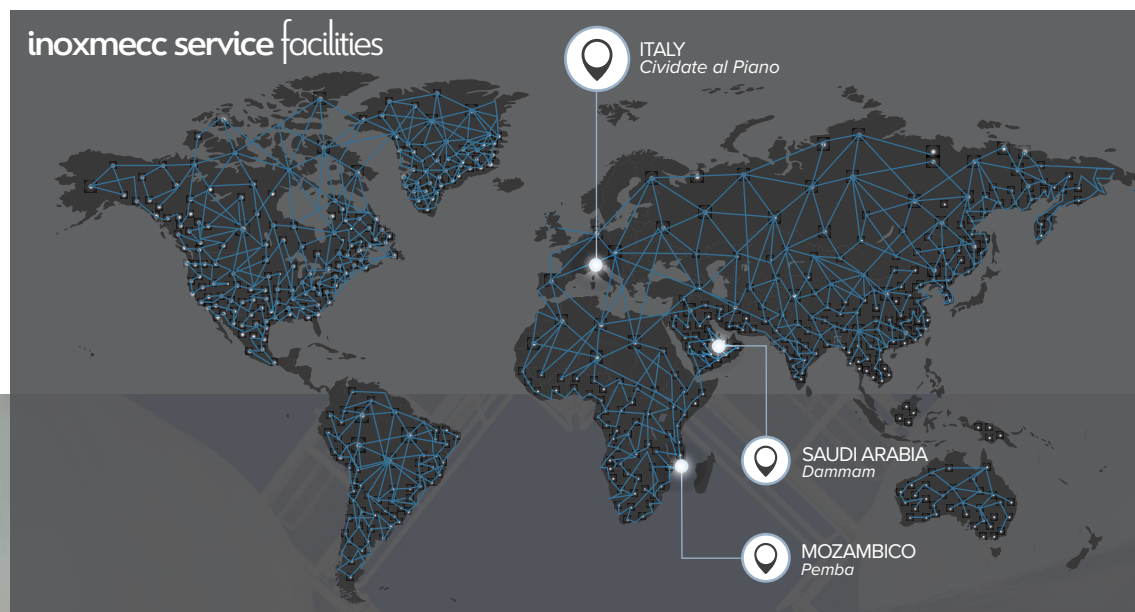 inoxmecc service facilities
ITALY
Cividate al Piano
SAUDI ARABIA
Dammam
MOZAMBICO
Pemba